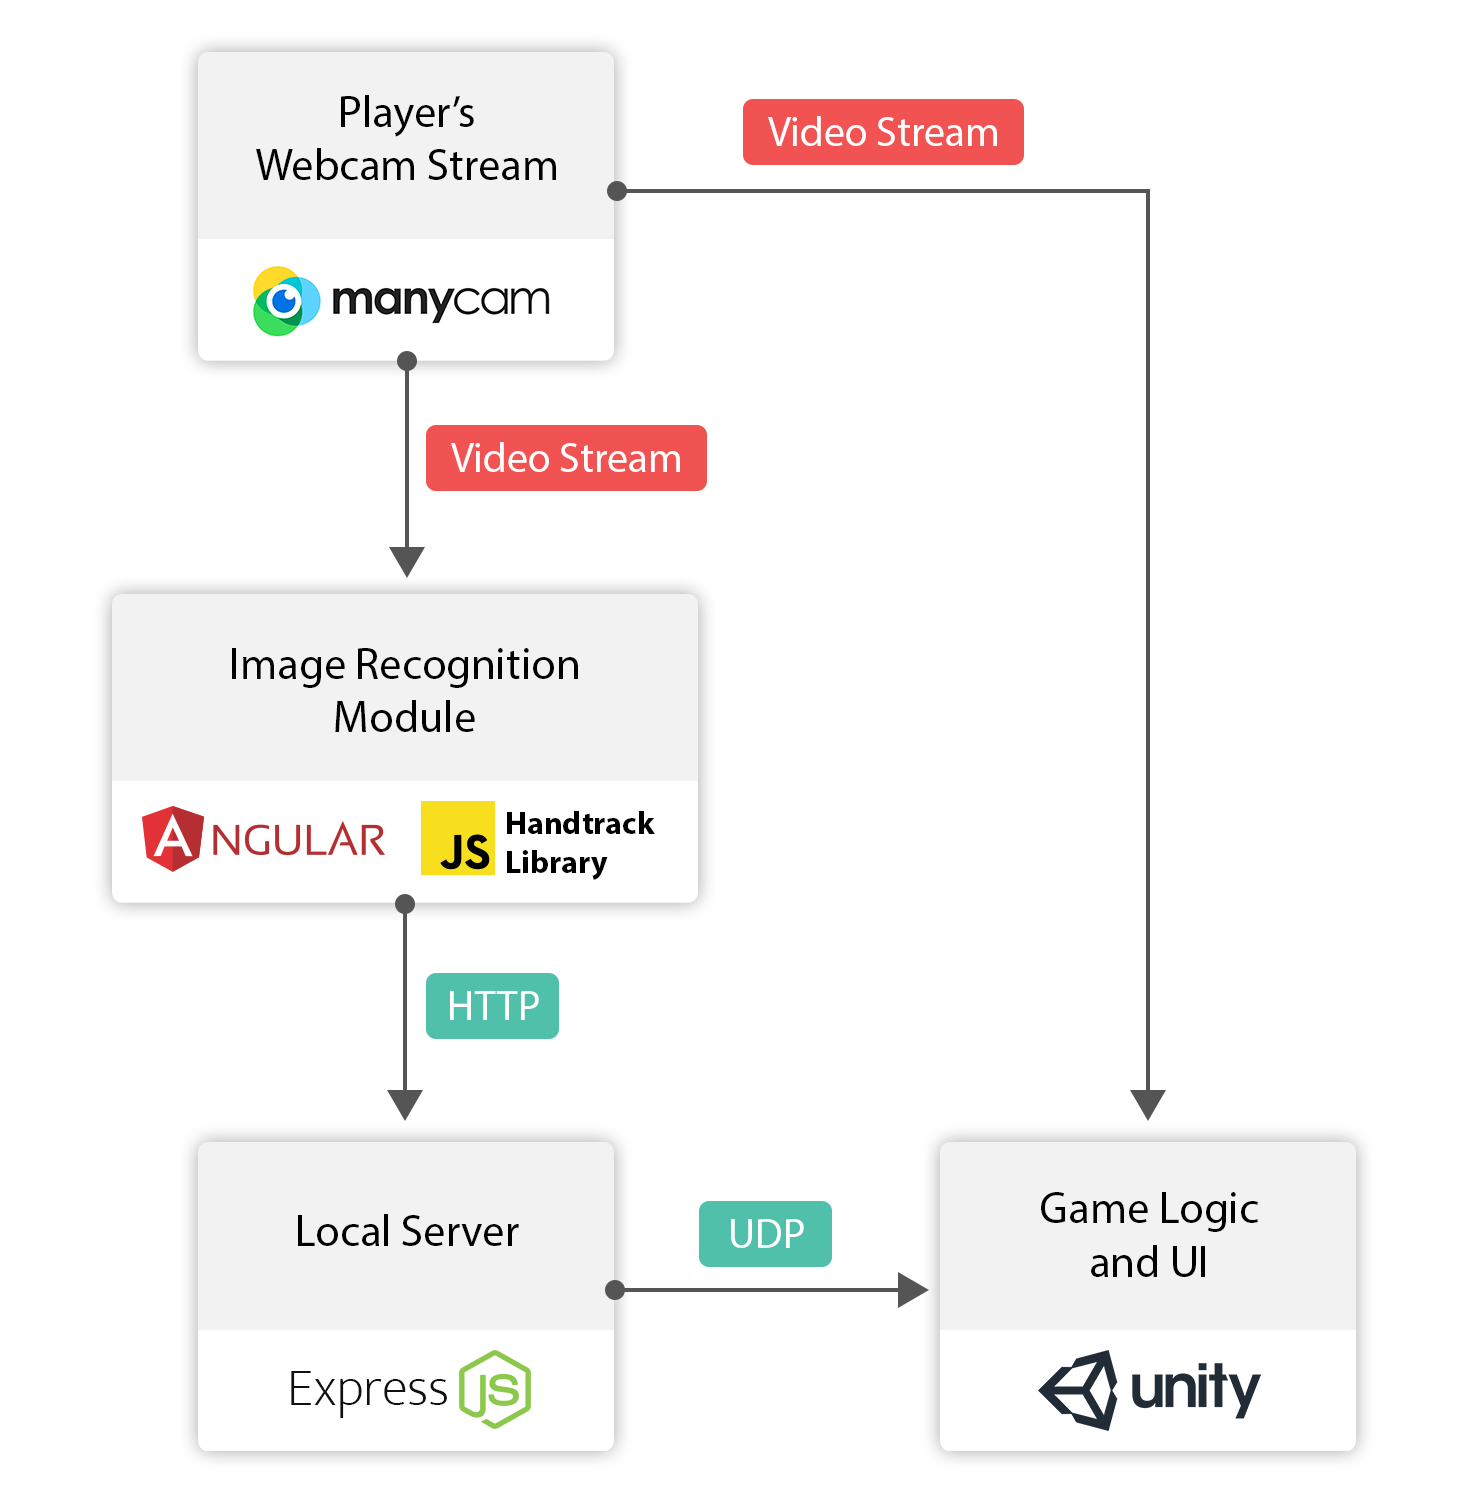 Player’s
Webcam Stream
manycam
Video Stream
Video Stream
Image Recognition
Module
ANGULAR
JS
Handtrack
Library
HTTP
Local Server
Express JS
UDP
Game Logic
and UI
unity